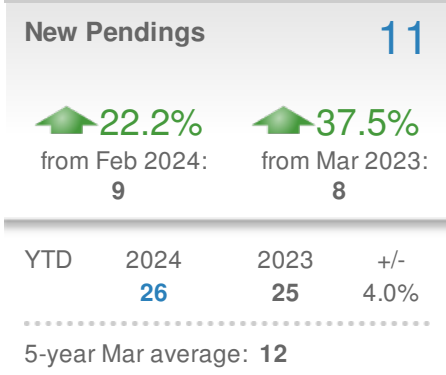 New Pendings 11
22.2% 37.5%
from Feb 2024: from Mar 2023:
9 8
YTD 2024 2023 +/-
26 25 4.0%
5-year Mar average: 12